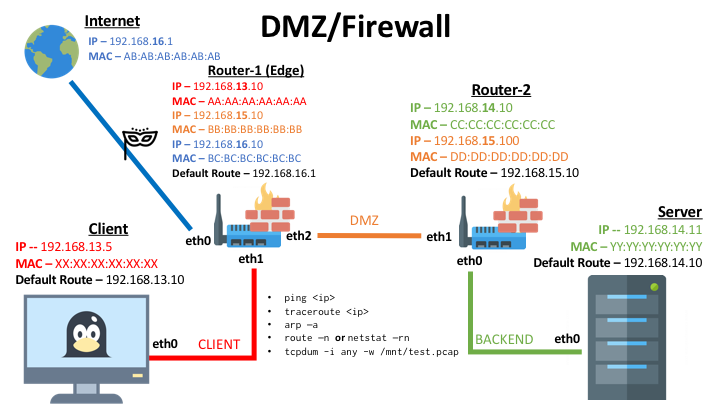 DMZ/Firewall
Internet
IP – 192.168.16.1
MAC – AB:AB:AB:AB:AB:AB
Router-1 (Edge)
IP – 192.168.13.10
MAC – AA:AA:AA:AA:AA:AA
IP – 192.168.15.10
MAC – BB:BB:BB:BB:BB:BB
IP – 192.168.16.10
MAC – BC:BC:BC:BC:BC:BC
Default Route – 192.168.16.1
Router-2
IP – 192.168.14.10
MAC – CC:CC:CC:CC:CC:CC
IP – 192.168.15.100
MAC – DD:DD:DD:DD:DD:DD
Default Route – 192.168.15.10
Server
IP -- 192.168.14.11
MAC – YY:YY:YY:YY:YY:YY
Default Route – 192.168.14.10
Client
IP -- 192.168.13.5
MAC – XX:XX:XX:XX:XX:XX
Default Route – 192.168.13.10
eth0
eth2
eth1
DMZ
eth1
eth0
eth0
CLIENT
BACKEND
eth0
• ping <ip>
• traceroute <ip>
• arp –a
• route –n or netstat –rn
• tcpdum -i any -w /mnt/test.pcap